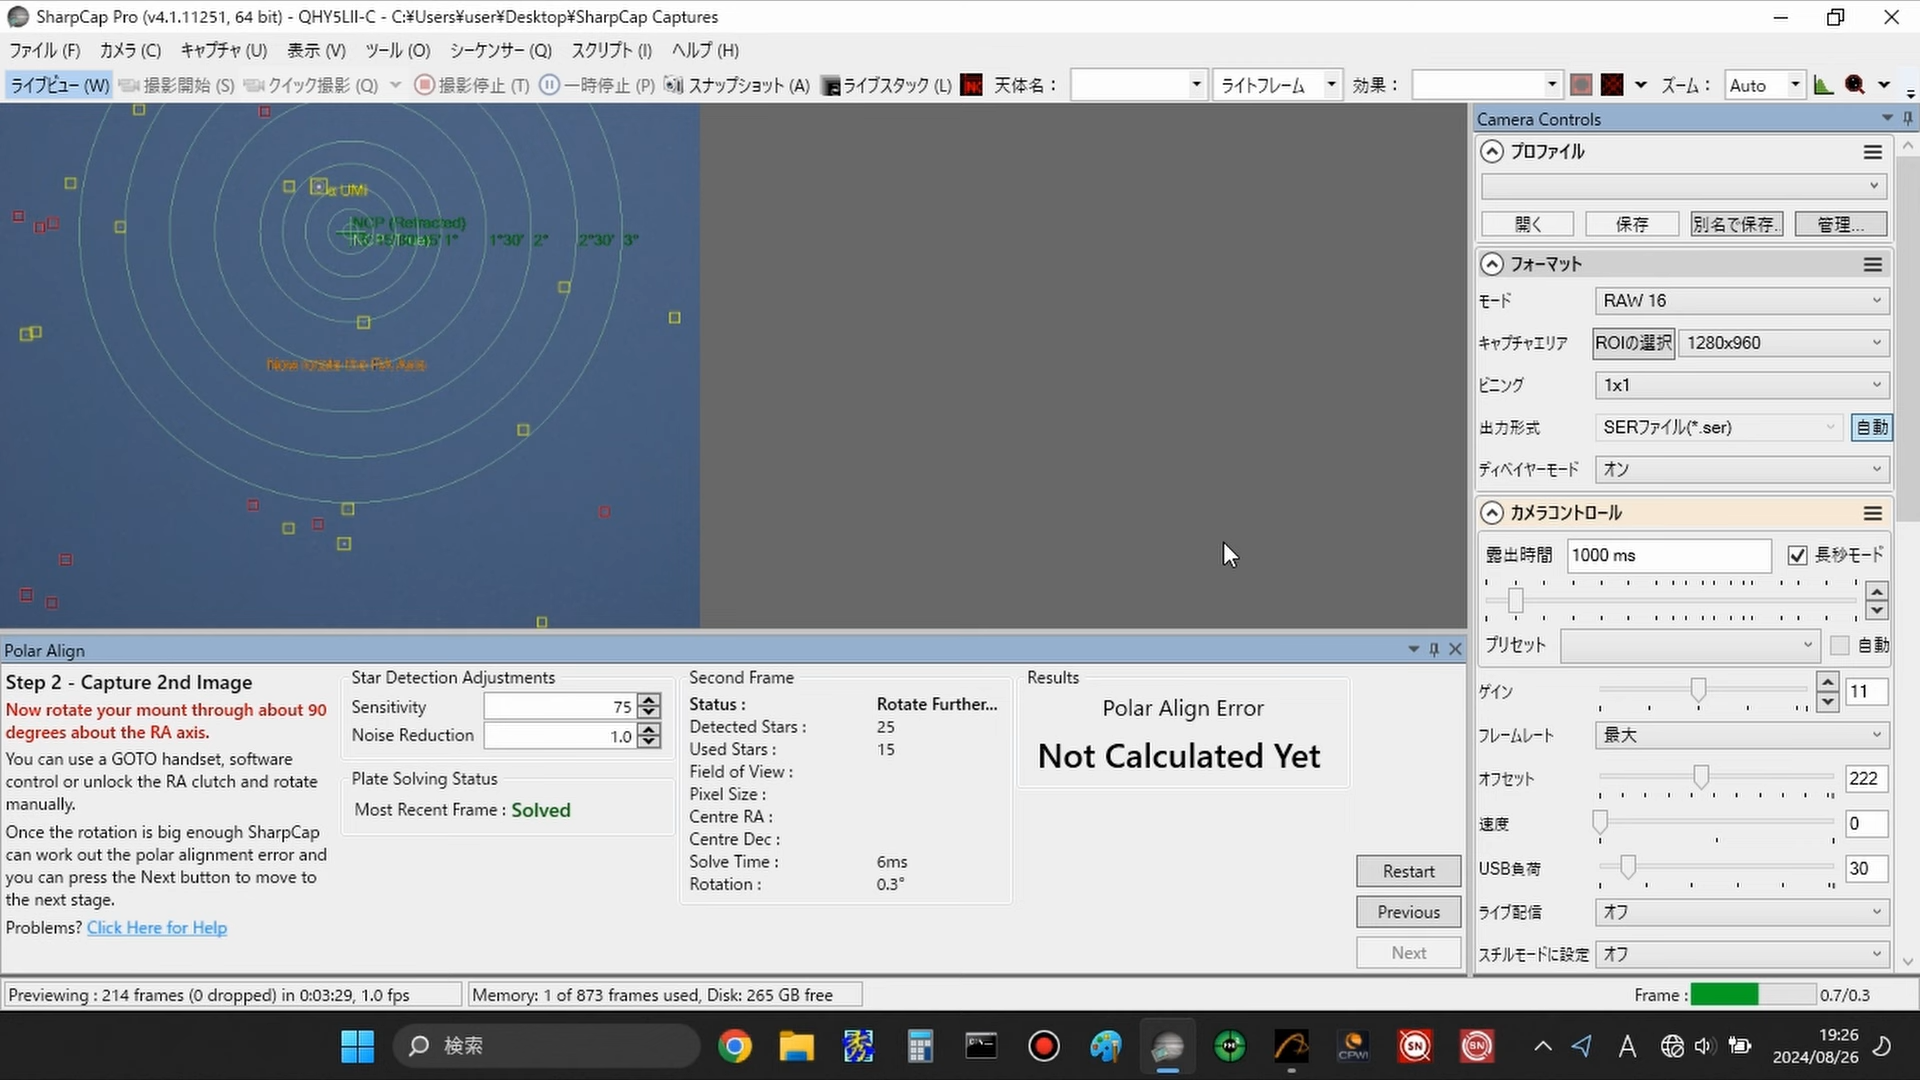 SharpCap Pro (v4.1.11251, 64 bit) - QHY5LII-C - C:¥Users¥user¥Desktop¥SharpCap Captures
ファイル (F) カメラ (C) キャプチャ (U) 表示 (V) ツール (O) シーケンサー (Q) スクリプト (I) ヘルプ (H)
ライブビュー (W) 撮影開始 (S) クイック撮影 (Q) 撮影停止 (T) 一時停止 (P) スナップショット (A) ライブスタック (L) 天体名： ライトフレーム 効果： ズーム： Auto
a UMi
NCP (Refracted)
1° 1°30' 2° 2°30' 3°
Now rotate the RA Axis
Camera Controls
プロファイル
開く 保存 別名で保存.. 管理...
フォーマット
モード RAW 16
キャプチャエリア ROIの選択 1280x960
ビニング 1x1
出力形式 SERファイル(*.ser) 自動
ディベイヤーモード オン
カメラコントロール
露出時間 1000 ms 長秒モード
プリセット 自動
ゲイン 11
フレームレート 最大
オフセット 222
速度 0
USB負荷 30
ライブ配信 オフ
スチルモードに設定 オフ
Polar Align
Step 2 - Capture 2nd Image
Now rotate your mount through about 90
degrees about the RA axis.
You can use a GOTO handset, software
control or unlock the RA clutch and rotate
manually.
Once the rotation is big enough SharpCap
can work out the polar alignment error and
you can press the Next button to move to
the next stage.
Problems? Click Here for Help
Star Detection Adjustments
Sensitivity 75
Noise Reduction 1.0
Plate Solving Status
Most Recent Frame : Solved
Second Frame
Status : Rotate Further...
Detected Stars : 25
Used Stars : 15
Field of View :
Pixel Size :
Centre RA :
Centre Dec :
Solve Time : 6ms
Rotation : 0.3°
Results
Polar Align Error
Not Calculated Yet
Restart
Previous
Next
Previewing : 214 frames (0 dropped) in 0:03:29, 1.0 fps Memory: 1 of 873 frames used, Disk: 265 GB free Frame : 0.7/0.3
検索
CPWI
SN
SN
A
19:26
2024/08/26